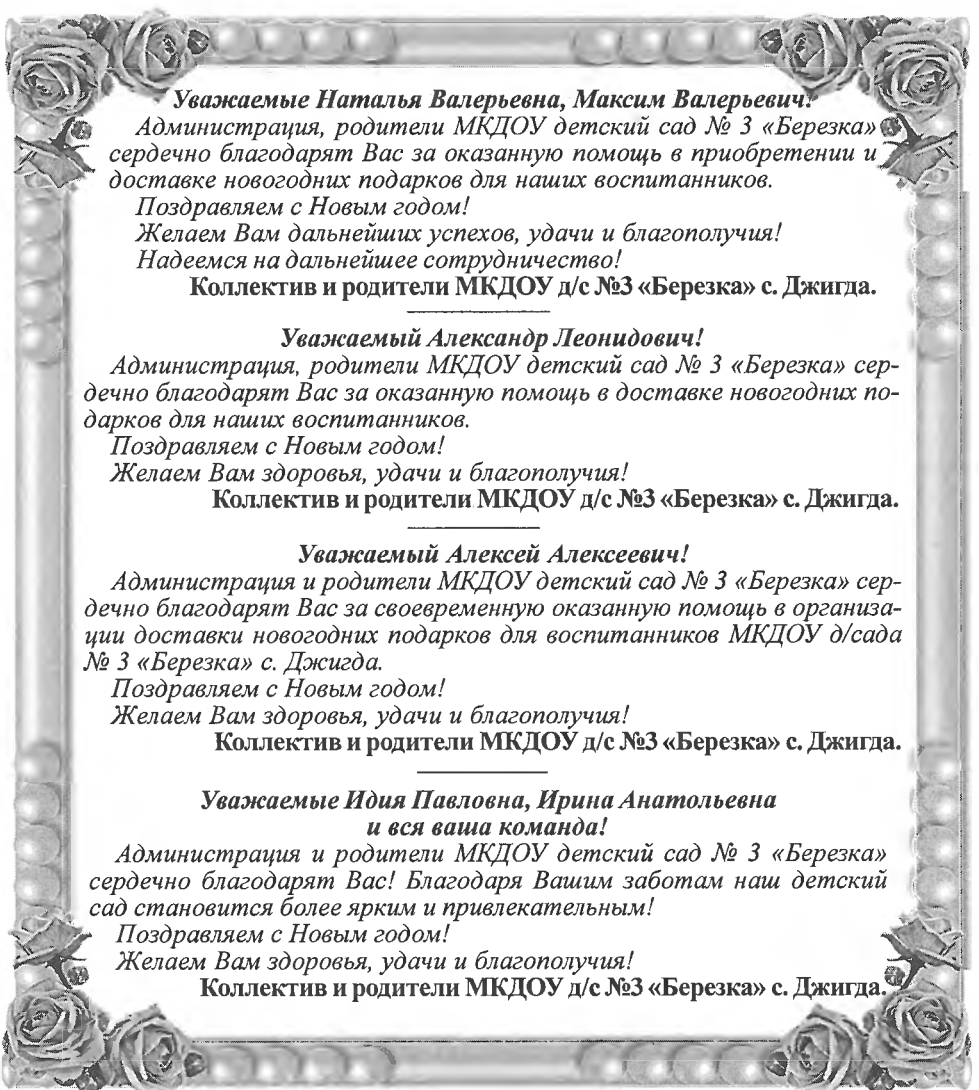 Уважаемые Наталья Валерьевна, Максим Валерьевич!
Администрация, родители МКДОУ детский сад № 3 «Березка»
сердечно благодарят Вас за оказанную помощь в приобретении и
доставке новогодних подарков для наших воспитанников.
Поздравляем с Новым годом!
Желаем Вам дальнейших успехов, удачи и благополучия!
Надеемся на дальнейшее сотрудничество!
Коллектив и родители МКДОУ д/с №3 «Березка» с. Джигда.
Уважаемый Александр Леонидович!
Администрация, родители МКДОУ детский сад № 3 «Березка» сер-
дечно благодарят Вас за оказанную помощь в доставке новогодних по-
дарков для наших воспитанников.
Поздравляем с Новым годом!
Желаем Вам здоровья, удачи и благополучия!
Коллектив и родители МКДОУ д/с №3 «Березка» с. Джигда.
Уважаемый Алексей Алексеевич!
Администрация и родители МКДОУ детский сад № 3 «Березка» сер-
дечно благодарят Вас за своевременную оказанную помощь в организа-
ции доставки новогодних подарков для воспитанников МКДОУ д/сада
№ 3 «Березка» с. Джигда.
Поздравляем с Новым годом!
Желаем Вам здоровья, удачи и благополучия!
Коллектив и родители МКДОУ д/с №3 «Березка» с. Джигда.
Уважаемые Идия Павловна, Ирина Анатольевна
и вся ваша команда!
Администрация и родители МКДОУ детский сад № 3 «Березка»
сердечно благодарят Вас! Благодаря Вашим заботам наш детский
сад становится более ярким и привлекательным!
Поздравляем с Новым годом!
Желаем Вам здоровья, удачи и благополучия!
Коллектив и родители МКДОУ д/с №3 «Березка» с. Джигда.